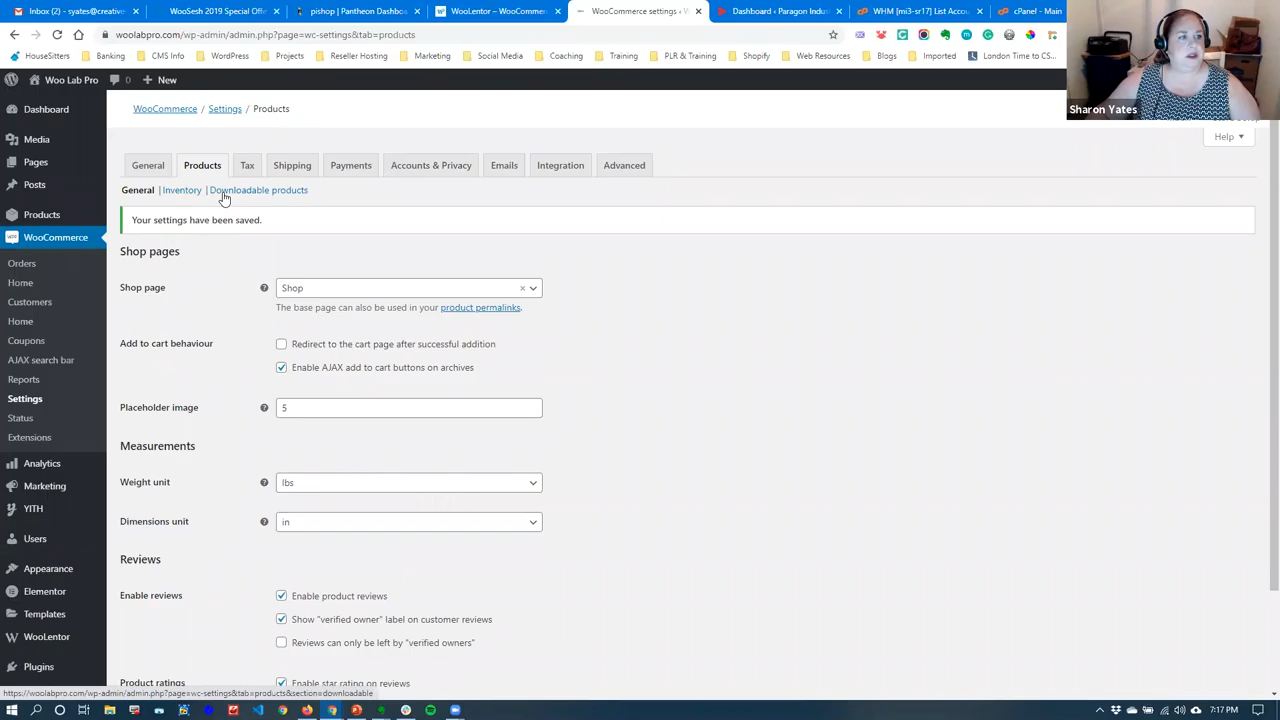 Inbox (2) - syates@creative
WooSesh 2019 Special Offe
pishop | Pantheon Dashboa
WooLentor – WooCommerc
WooCommerce settings ‹ W
Dashboard ‹ Paragon Indus
WHM [mi3-sr17] List Accou
cPanel - Main
woolabpro.com/wp-admin/admin.php?page=wc-settings&tab=products
HouseSitters
Banking
CMS Info
WordPress
Projects
Reseller Hosting
Marketing
Social Media
Coaching
Training
PLR & Training
Shopify
Web Resources
Blogs
Imported
London Time to CS...
Sharon Yates
Woo Lab Pro
0
New
Dashboard
Media
Pages
Posts
Products
WooCommerce
Orders
Home
Customers
Home
Coupons
AJAX search bar
Reports
Settings
Status
Extensions
Analytics
Marketing
YITH
Users
Appearance
Elementor
Templates
WooLentor
Plugins
WooCommerce / Settings / Products
Help
General
Products
Tax
Shipping
Payments
Accounts & Privacy
Emails
Integration
Advanced
General | Inventory | Downloadable products
Your settings have been saved.
Shop pages
Shop page
Shop
The base page can also be used in your product permalinks.
Add to cart behaviour
Redirect to the cart page after successful addition
Enable AJAX add to cart buttons on archives
Placeholder image
5
Measurements
Weight unit
lbs
Dimensions unit
in
Reviews
Enable reviews
Enable product reviews
Show "verified owner" label on customer reviews
Reviews can only be left by "verified owners"
Product ratings
Enable star rating on reviews
https://woolabpro.com/wp-admin/admin.php?page=wc-settings&tab=products&section=downloadable
7:17 PM